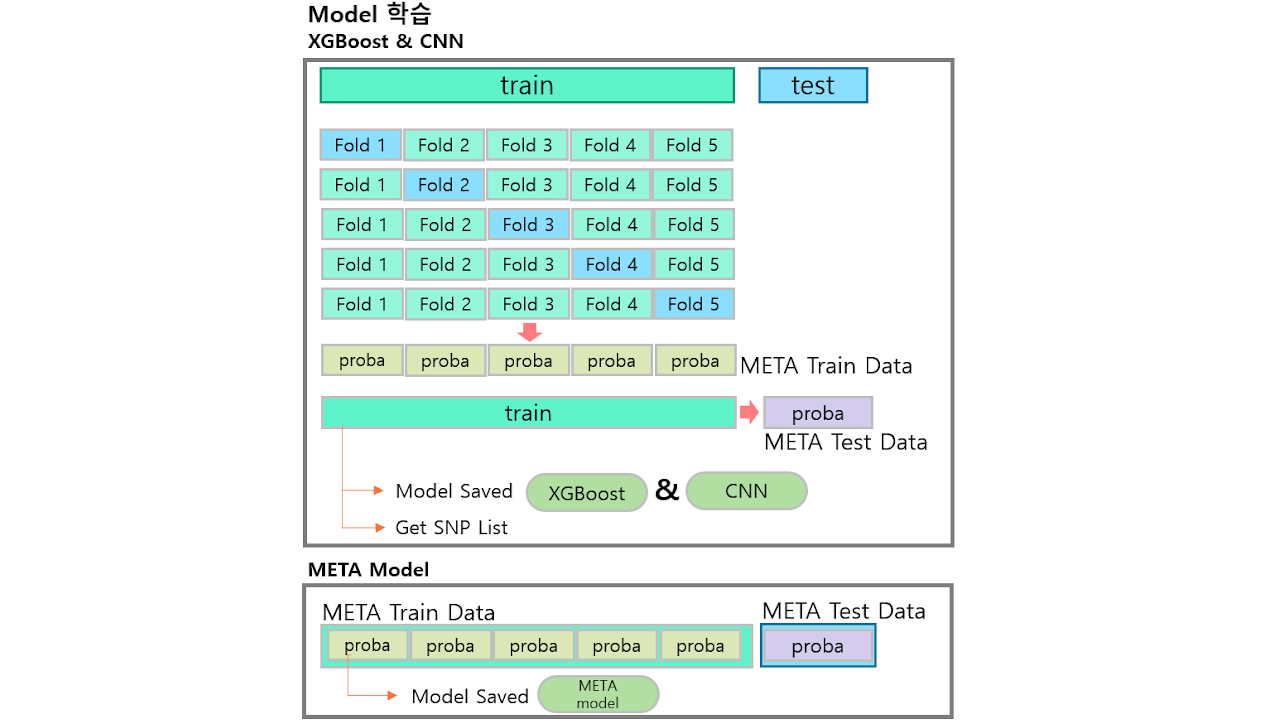 Model 학습
XGBoost & CNN
train test
Fold 1 Fold 2 Fold 3 Fold 4 Fold 5
Fold 1 Fold 2 Fold 3 Fold 4 Fold 5
Fold 1 Fold 2 Fold 3 Fold 4 Fold 5
Fold 1 Fold 2 Fold 3 Fold 4 Fold 5
Fold 1 Fold 2 Fold 3 Fold 4 Fold 5
proba proba proba proba proba META Train Data
train proba
META Test Data
Model Saved XGBoost & CNN
Get SNP List
META Model
META Train Data META Test Data
proba proba proba proba proba proba
Model Saved META
model